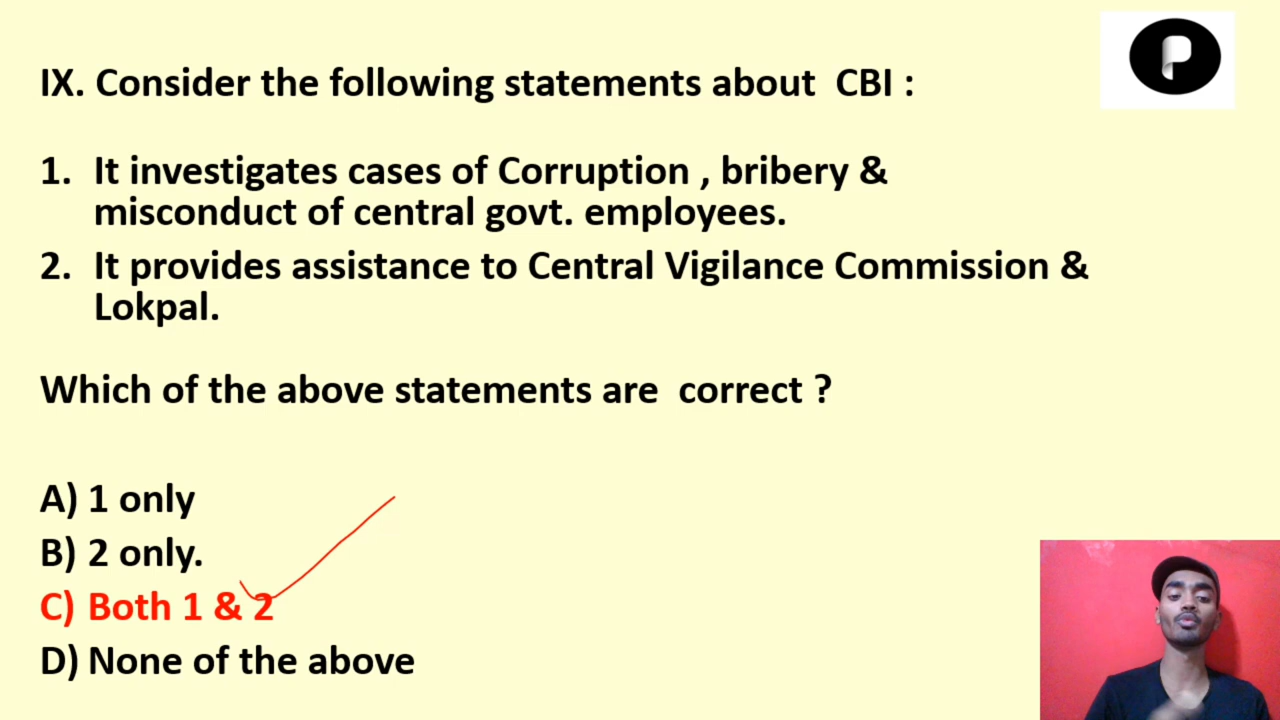 IX. Consider the following statements about CBI :
1. It investigates cases of Corruption , bribery &
misconduct of central govt. employees.
2. It provides assistance to Central Vigilance Commission &
Lokpal.
Which of the above statements are correct ?
A) 1 only
B) 2 only.
C) Both 1 & 2
D) None of the above
P